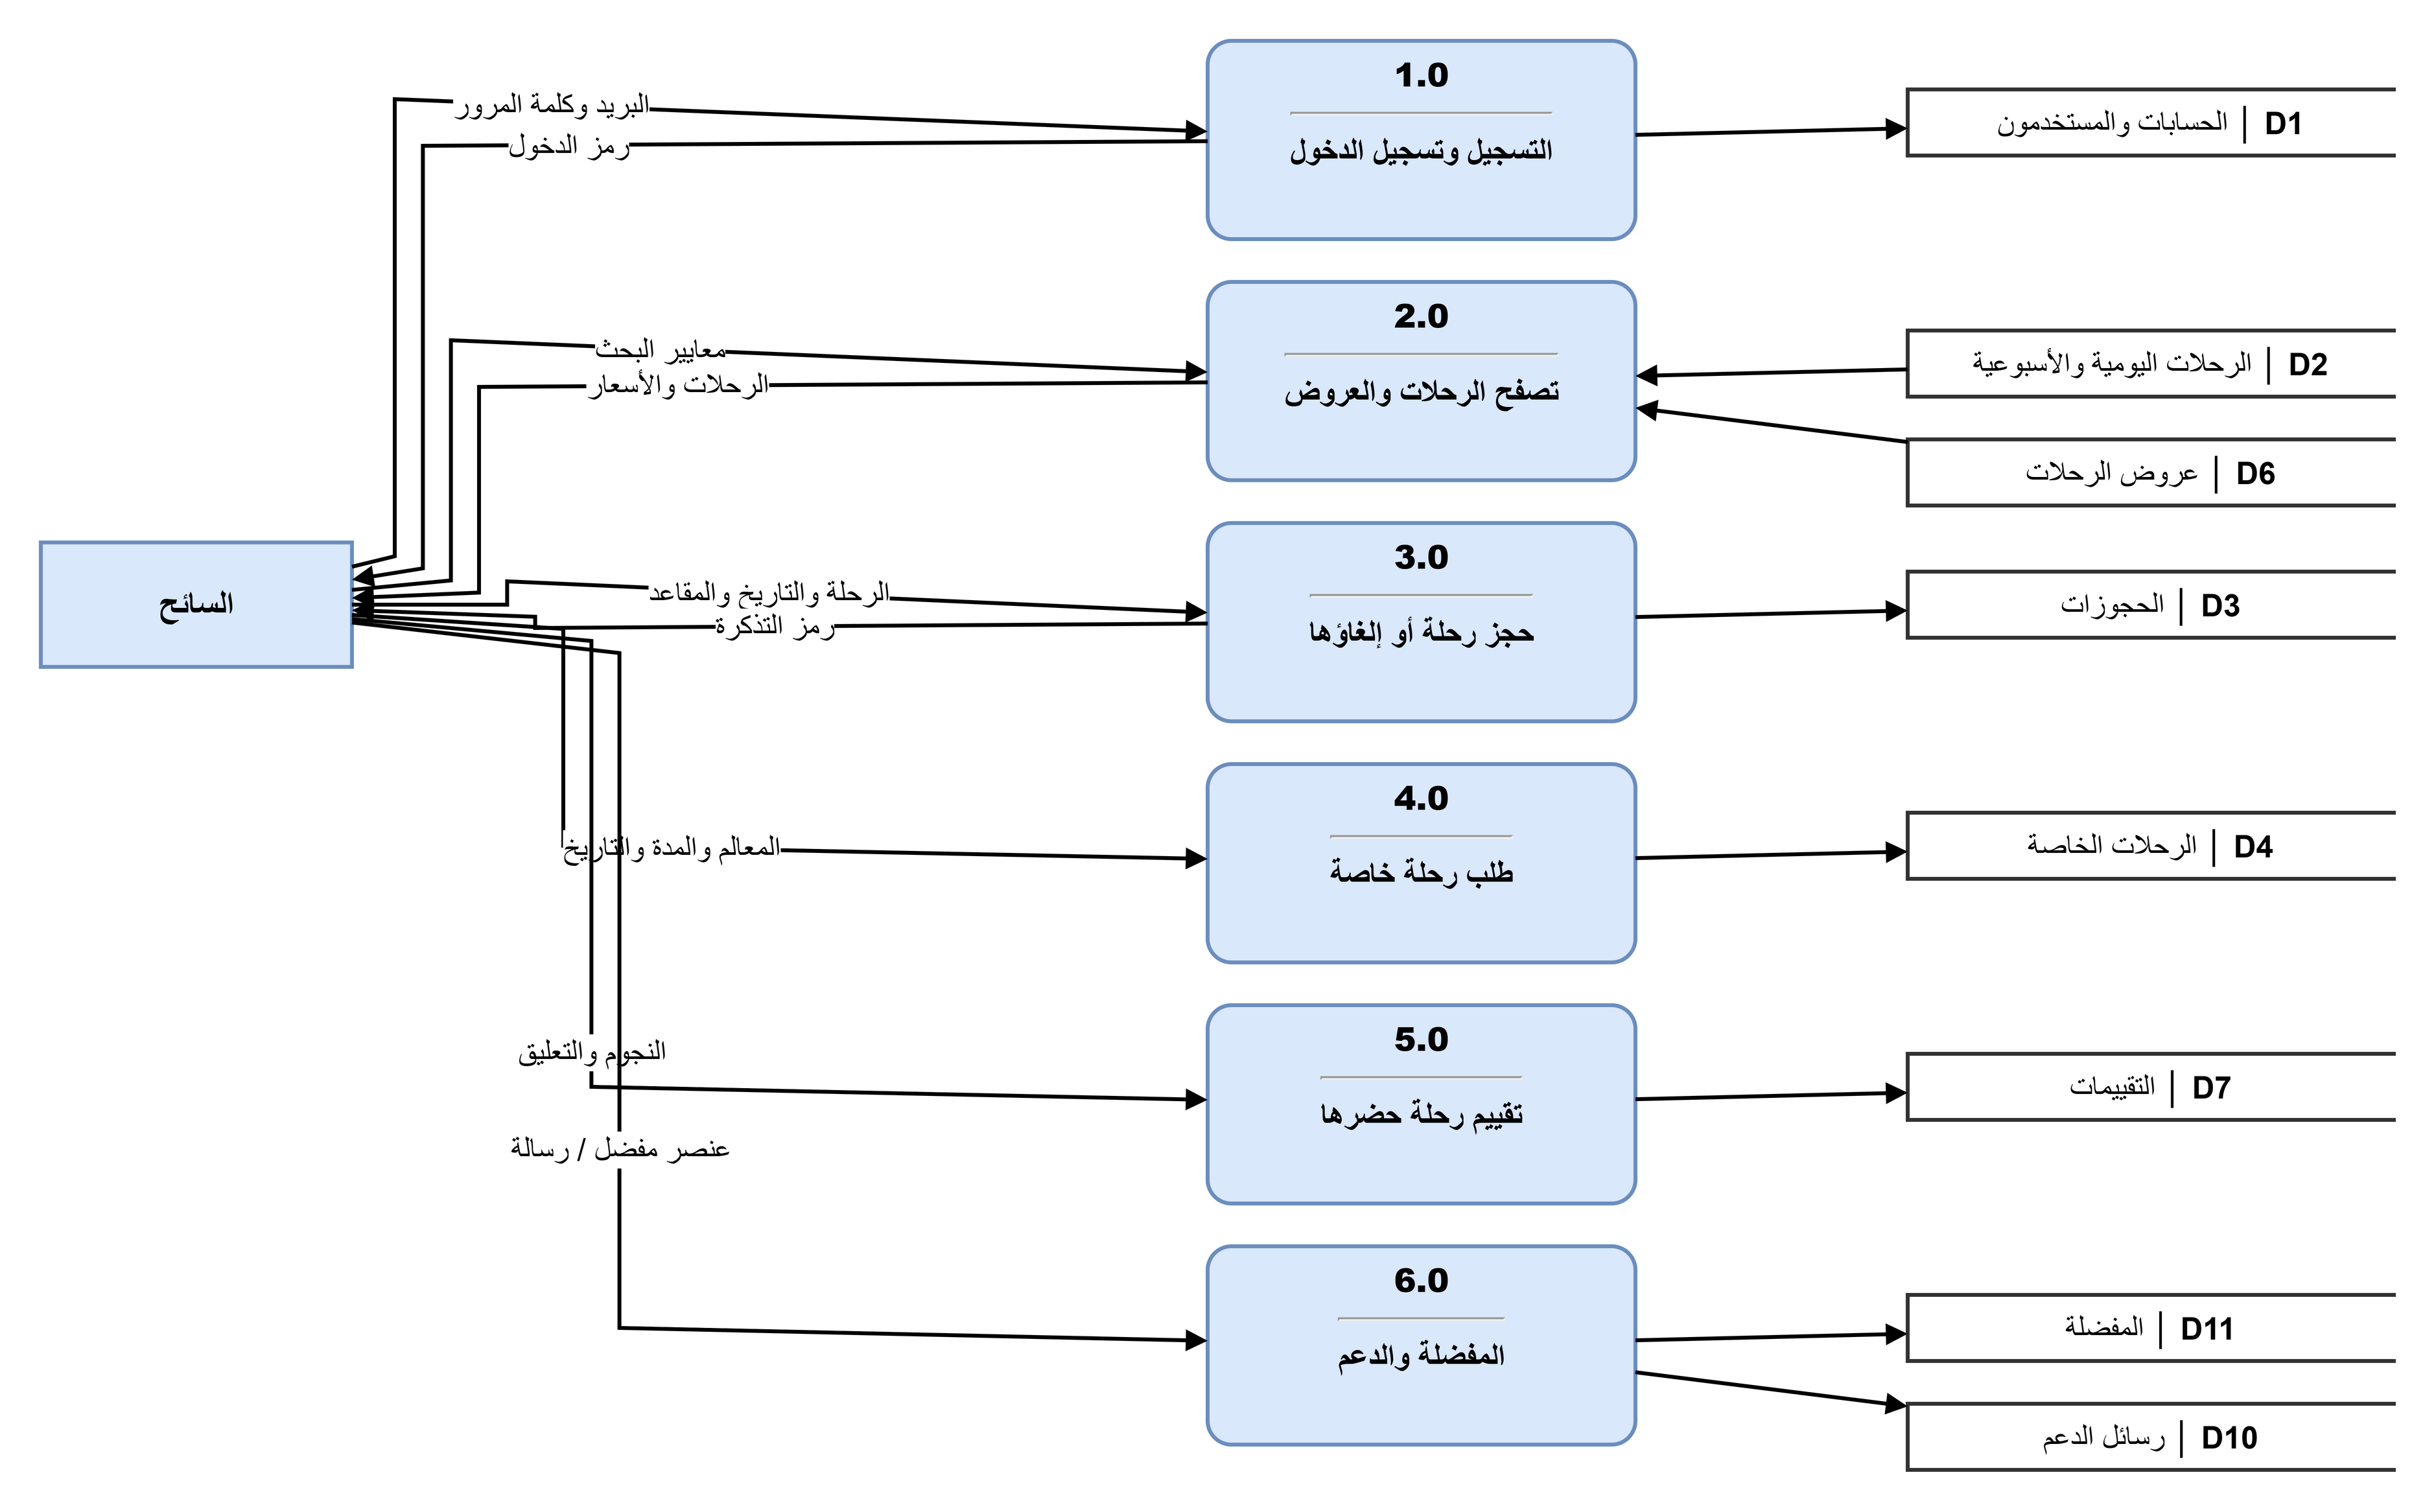 1.0
التسجيل وتسجيل الدخول
البريد وكلمة المرور
رمز الدخول
D1 | الحسابات والمستخدمون
2.0
تصفح الرحلات والعروض
معايير البحث
الرحلات والأسعار
D2 | الرحلات اليومية والأسبوعية
D6 | عروض الرحلات
السائح
3.0
حجز رحلة أو إلغاؤها
الرحلة والتاريخ والمقاعد
رمز التذكرة
D3 | الحجوزات
4.0
طلب رحلة خاصة
المعالم والمدة والتاريخ
D4 | الرحلات الخاصة
5.0
تقييم رحلة حضرها
النجوم والتعليق
D7 | التقييمات
عنصر مفضل / رسالة
6.0
المفضلة والدعم
D11 | المفضلة
D10 | رسائل الدعم